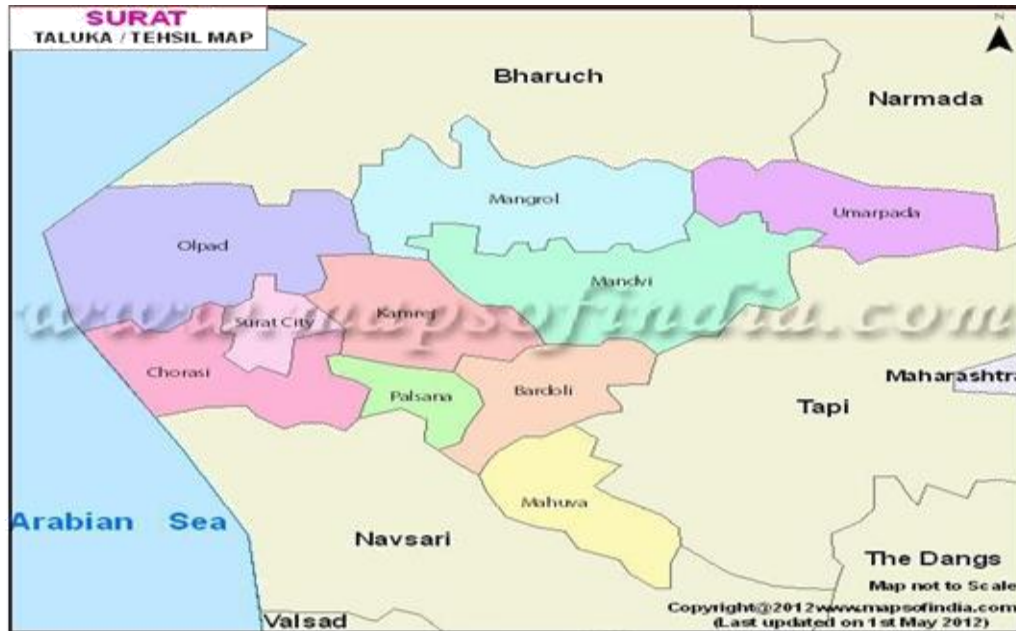 SURAT
TALUKA / TEHSIL MAP
N
Bharuch
Narmada
Mangrol
Umarpada
Olpad
Mandvi
www.mapsofindia.com
Surat City
Kamrej
Chorasi
Bardoli
Palsana
Maharashtra
Tapi
Mahuva
Arabian Sea
Navsari
The Dangs
Map not to Scale
Copyright@2012www.mapsofindia.com
(Last updated on 1st May 2012)
Valsad